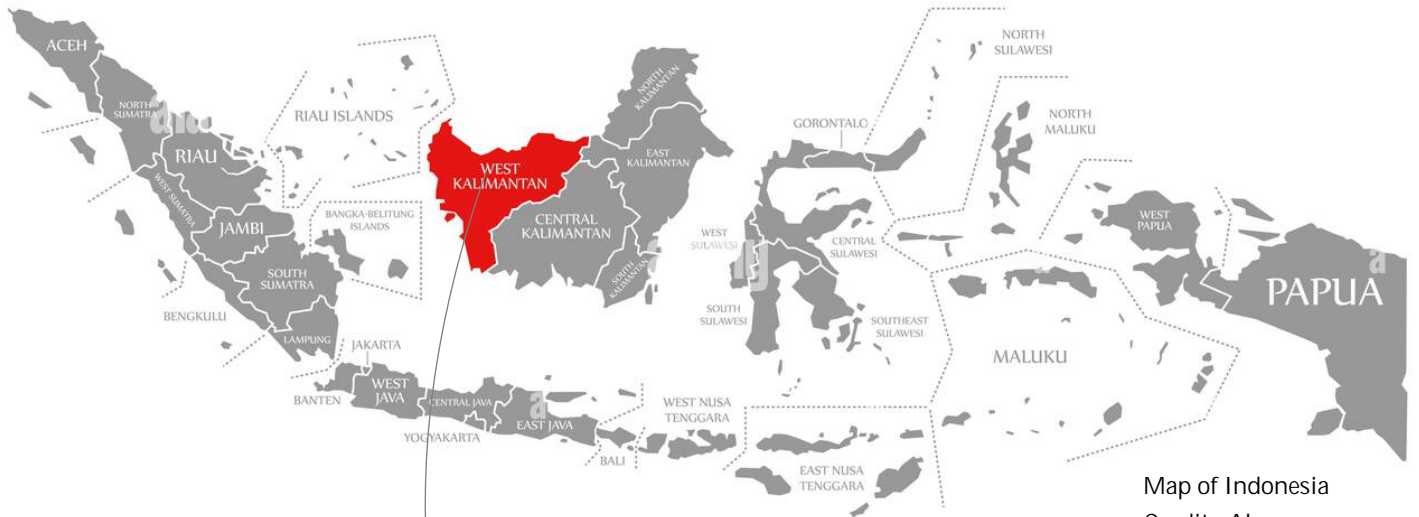 ACEH
NORTH
SUMATRA
RIAU
RIAU ISLANDS
WEST SUMATRA
JAMBI
BANGKA-BELITUNG
ISLANDS
SOUTH
SUMATRA
BENGKULU
LAMPUNG
JAKARTA
BANTEN
WEST
JAVA
CENTRAL JAVA
YOGYAKARTA
EAST JAVA
BALI
WEST NUSA
TENGGARA
EAST NUSA
TENGGARA
WEST
KALIMANTAN
CENTRAL
KALIMANTAN
SOUTH
KALIMANTAN
EAST
KALIMANTAN
NORTH
KALIMANTAN
GORONTALO
NORTH
SULAWESI
WEST
SULAWESI
CENTRAL
SULAWESI
SOUTH
SULAWESI
SOUTHEAST
SULAWESI
NORTH
MALUKU
MALUKU
WEST
PAPUA
PAPUA
a
a
a
Map of Indonesia